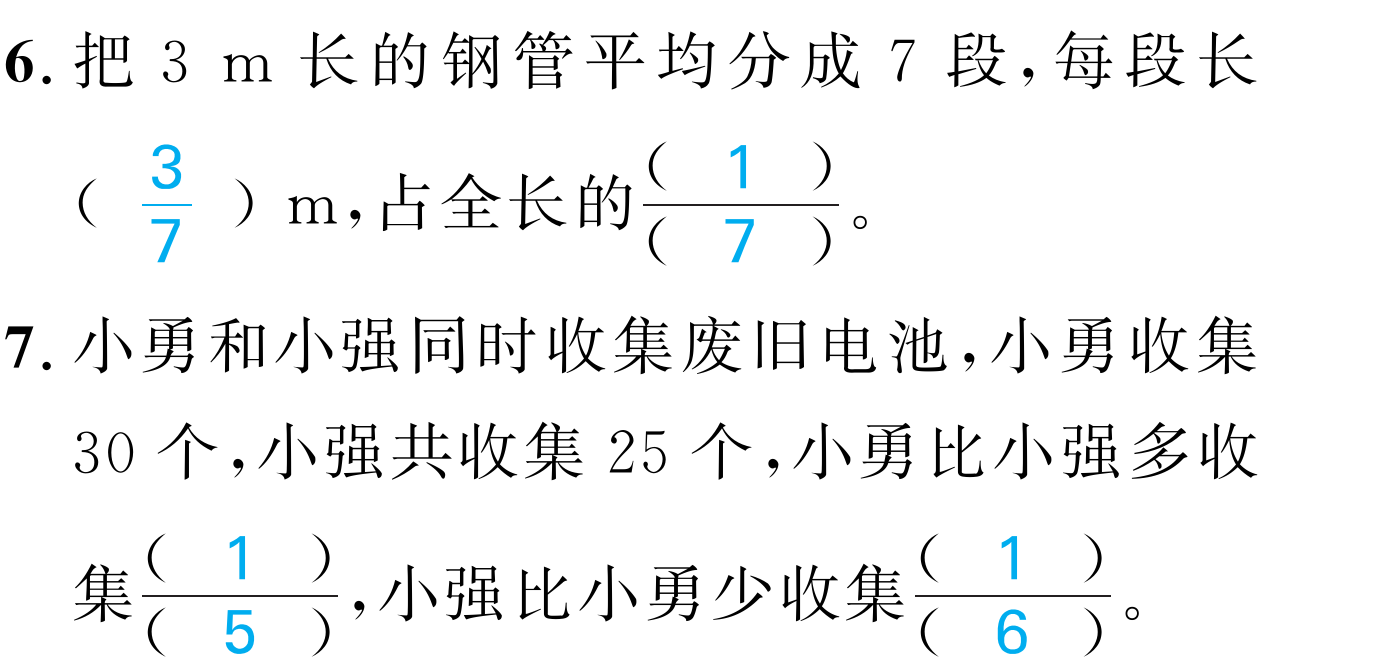 6. 把 3 m 长的钢管平均分成 7 段,每段长
( 3/7 ) m,占全长的( 1 )/( 7 )。
7. 小勇和小强同时收集废旧电池,小勇收集
30 个,小强共收集 25 个,小勇比小强多收
集( 1 )/( 5 ),小强比小勇少收集( 1 )/( 6 )。